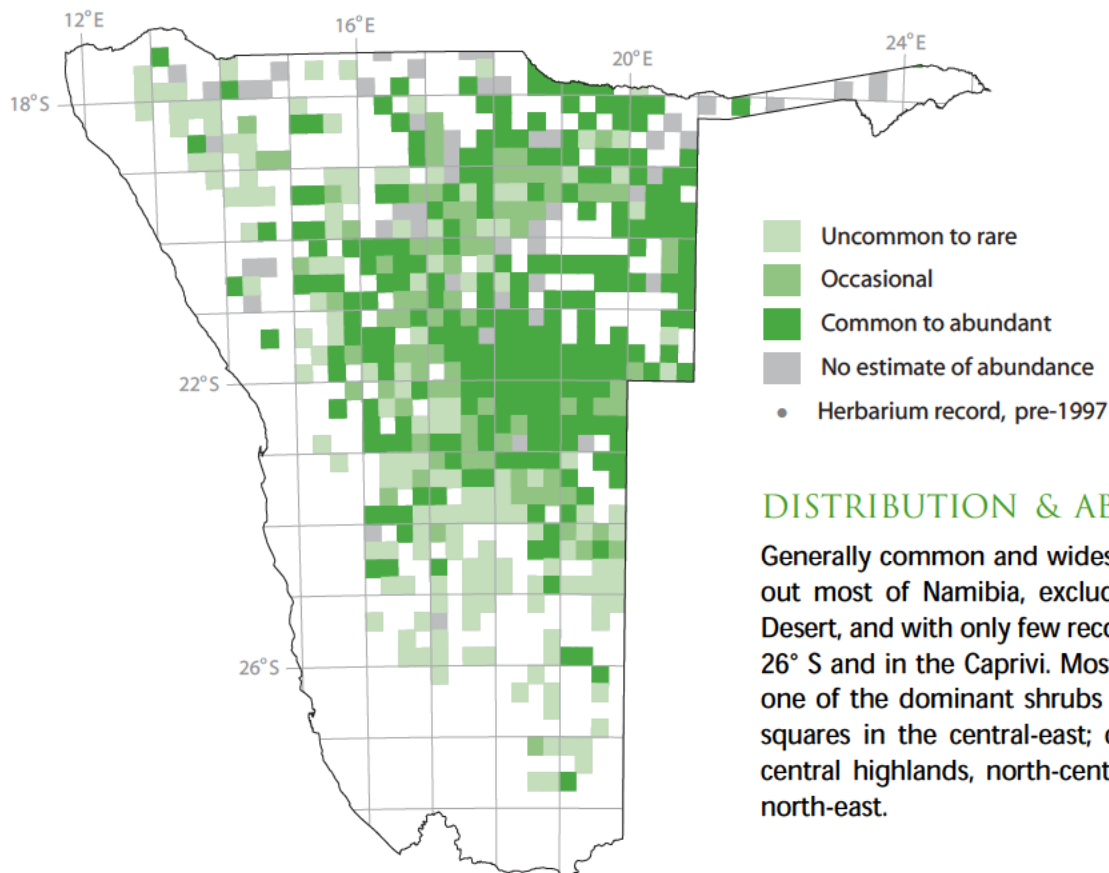 12°E
16°E
20°E
24°E
18°S
22°S
26°S
Uncommon to rare
Occasional
Common to abundant
No estimate of abundance
Herbarium record, pre-1997
DISTRIBUTION & AB
Generally common and wides
out most of Namibia, exclud
Desert, and with only few reco
26° S and in the Caprivi. Mos
one of the dominant shrubs
squares in the central-east; c
central highlands, north-cent
north-east.